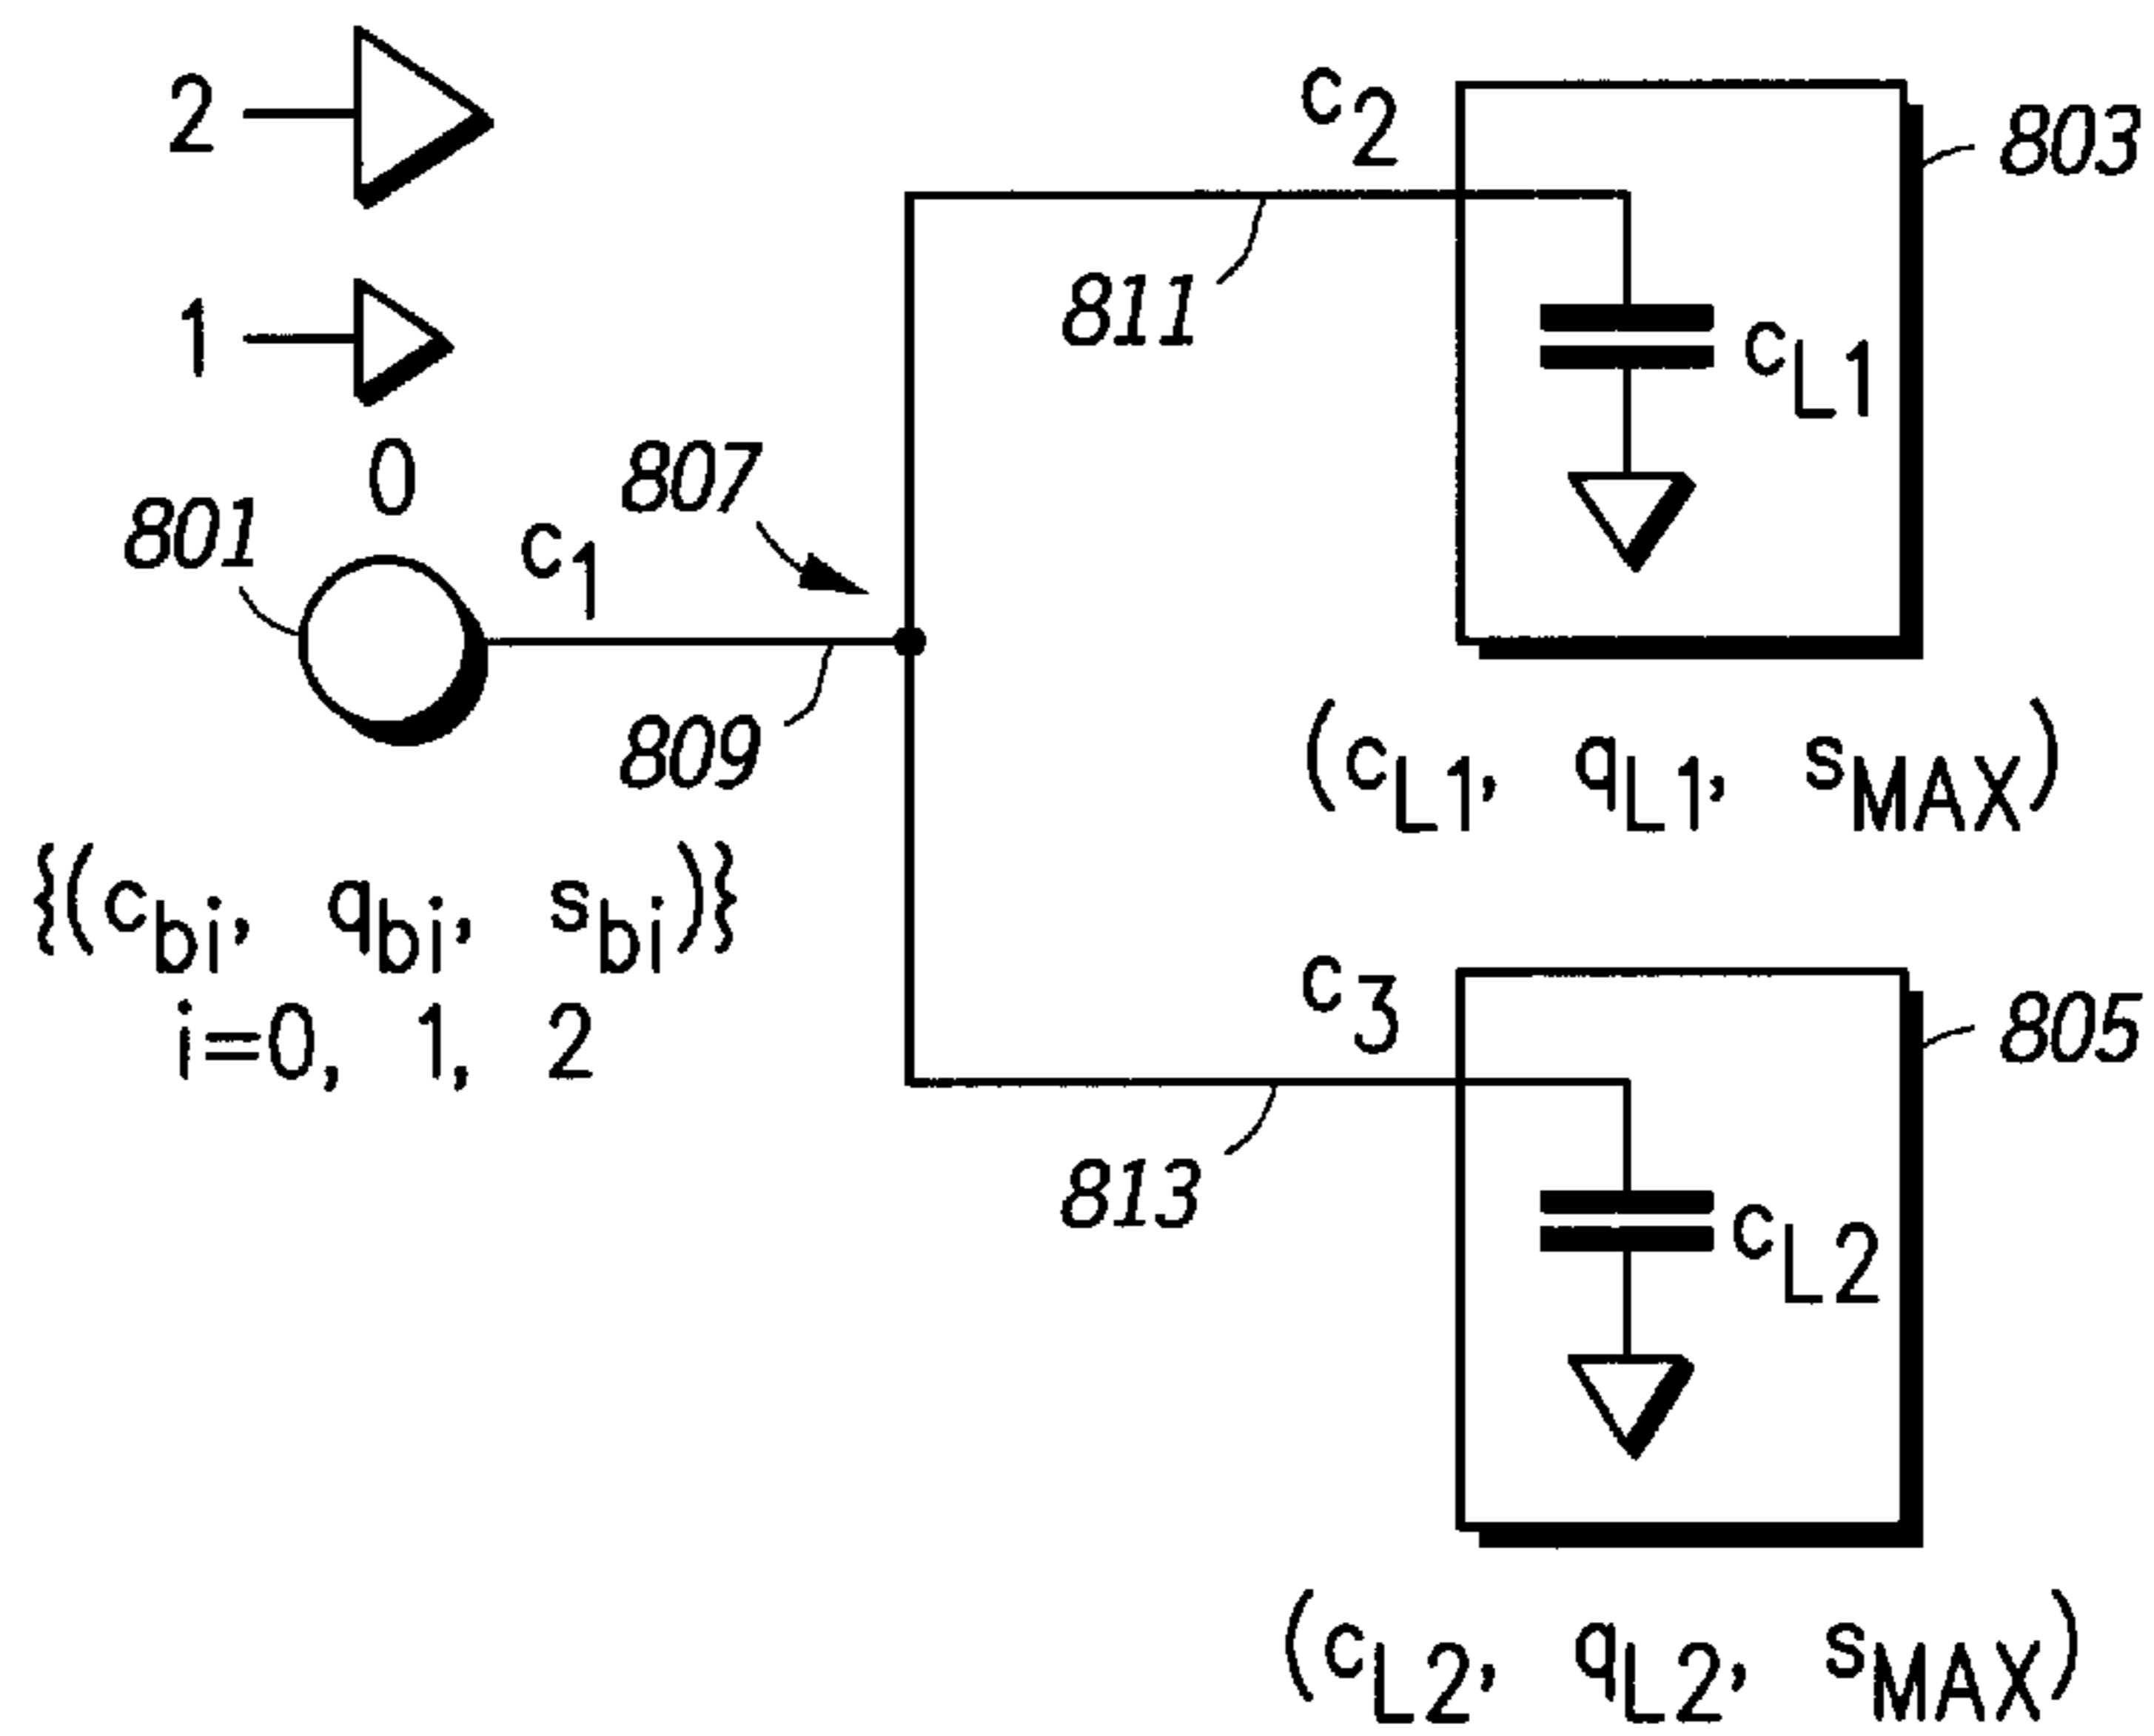 2
1
0
801
c1
807
809
{(cbi, qbi, sbi)}
i=0, 1, 2
c2
811
803
cL1
(cL1, qL1, sMAX)
c3
813
805
cL2
(cL2, qL2, sMAX)